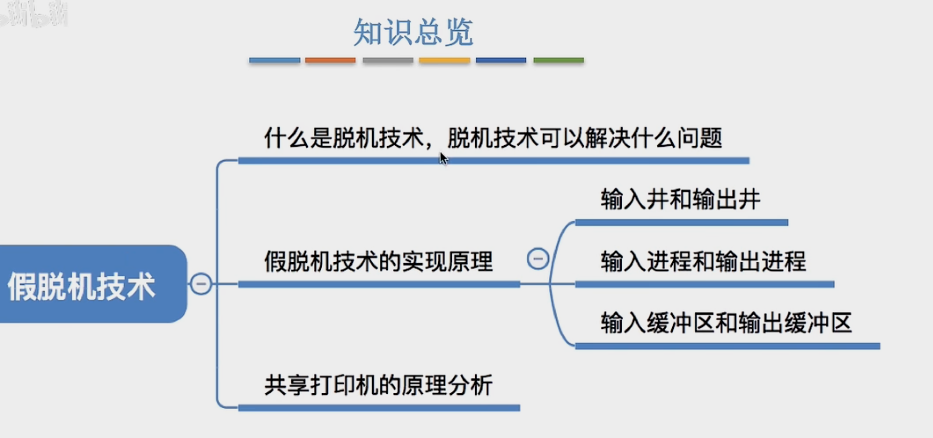 知识总览
什么是脱机技术，脱机技术可以解决什么问题
输入井和输出井
假脱机技术的实现原理
输入进程和输出进程
假脱机技术
输入缓冲区和输出缓冲区
共享打印机的原理分析